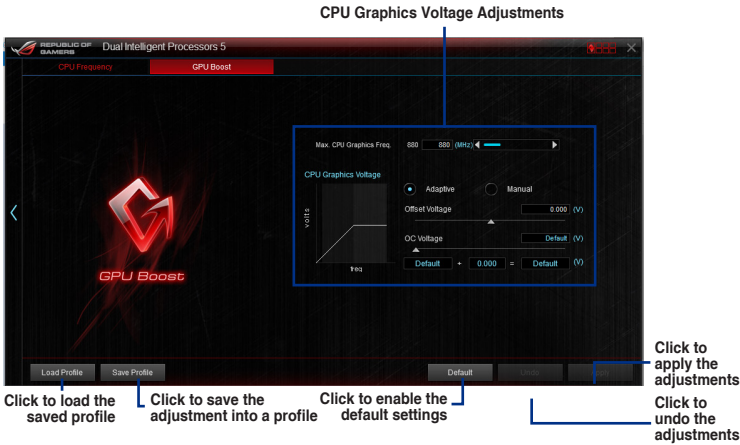 CPU Graphics Voltage Adjustments
REPUBLIC OF
GAMERS
Dual Intelligent Processors 5
CPU Frequency
GPU Boost
Max. CPU Graphics Freq.
880
880
(MHz)
CPU Graphics Voltage
volts
freq
Adaptive
Manual
Offset Voltage
0.000
(V)
OC Voltage
Default
(V)
Default
+
0.000
=
Default
(V)
GPU Boost
Load Profile
Save Profile
Default
Undo
Apply
Click to load the
saved profile
Click to save the
adjustment into a profile
Click to enable the
default settings
Click to
apply the
adjustments
Click to
undo the
adjustments